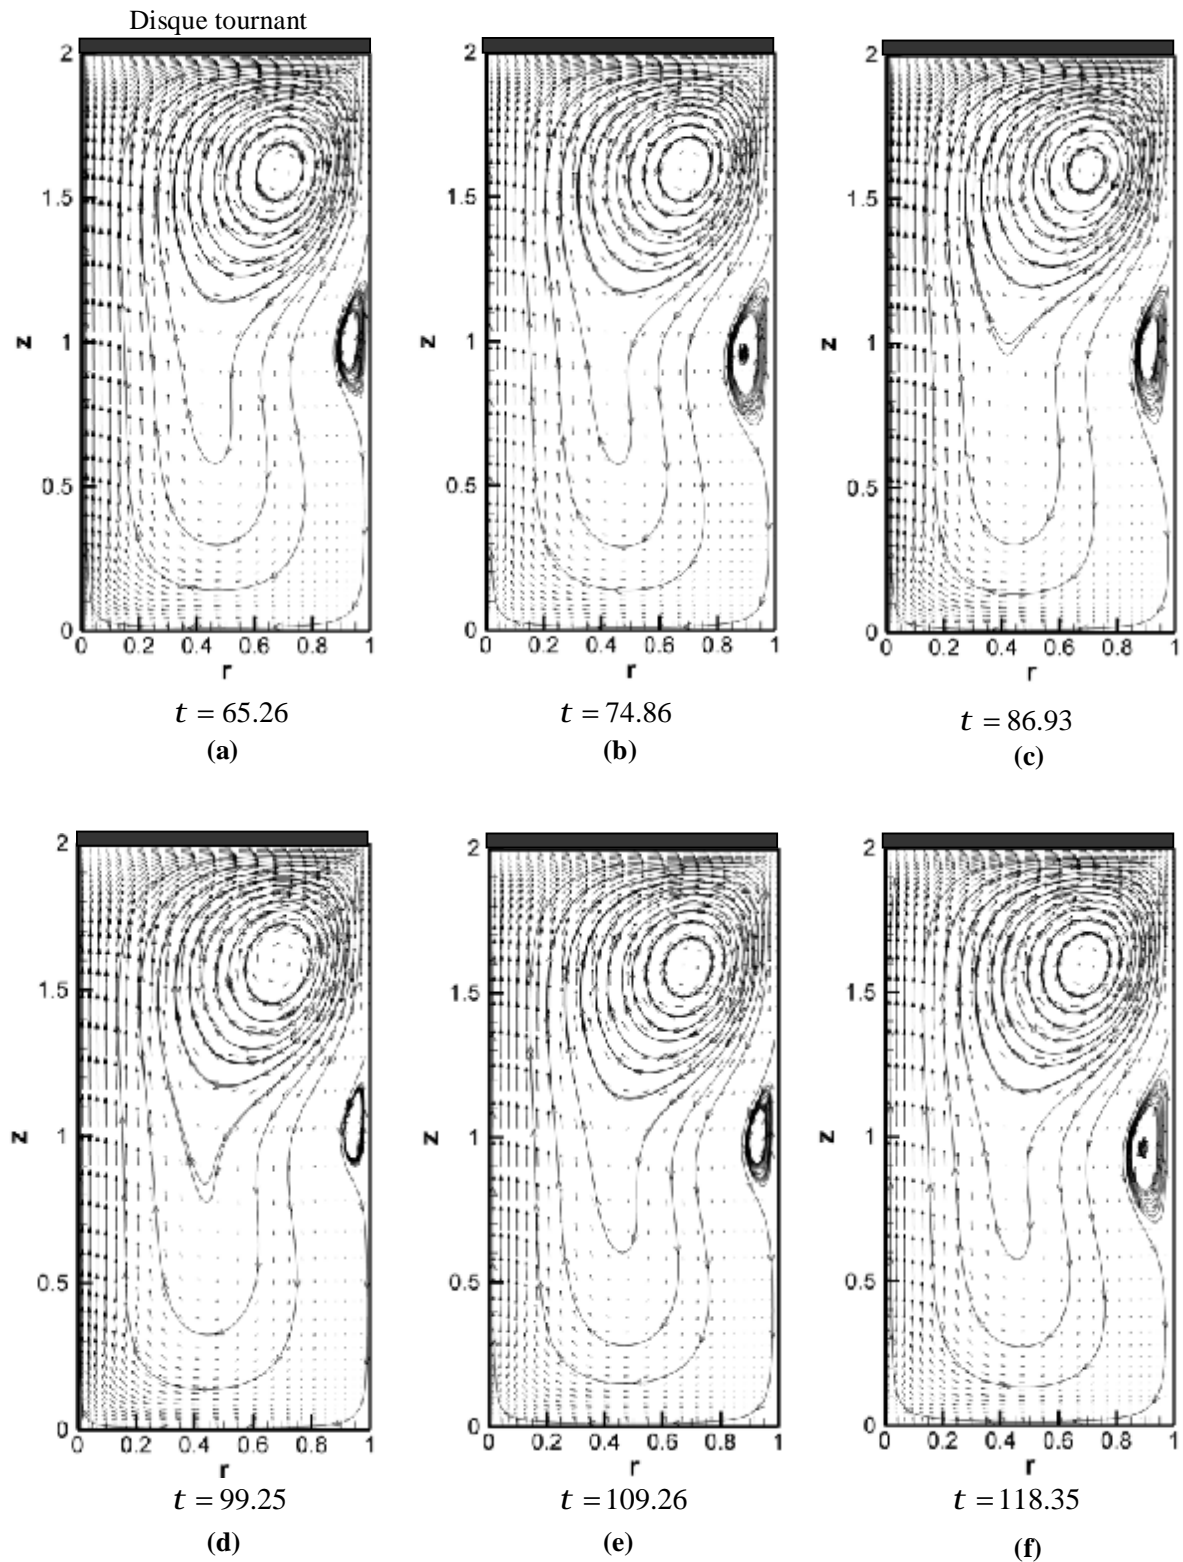 Disque tournant
2 2 2
1.5 1.5 1.5
z 1 z 1 z 1
0.5 0.5 0.5
0 0 0
0 0.2 0.4 0.6 0.8 1 0 0.2 0.4 0.6 0.8 1 0 0.2 0.4 0.6 0.8 1
r r r
t = 65.26 t = 74.86 t = 86.93
(a) (b) (c)
2 2 2
1.5 1.5 1.5
z 1 z 1 z 1
0.5 0.5 0.5
0 0 0
0 0.2 0.4 0.6 0.8 1 0 0.2 0.4 0.6 0.8 1 0 0.2 0.4 0.6 0.8 1
r r r
t = 99.25 t = 109.26 t = 118.35
(d) (e) (f)